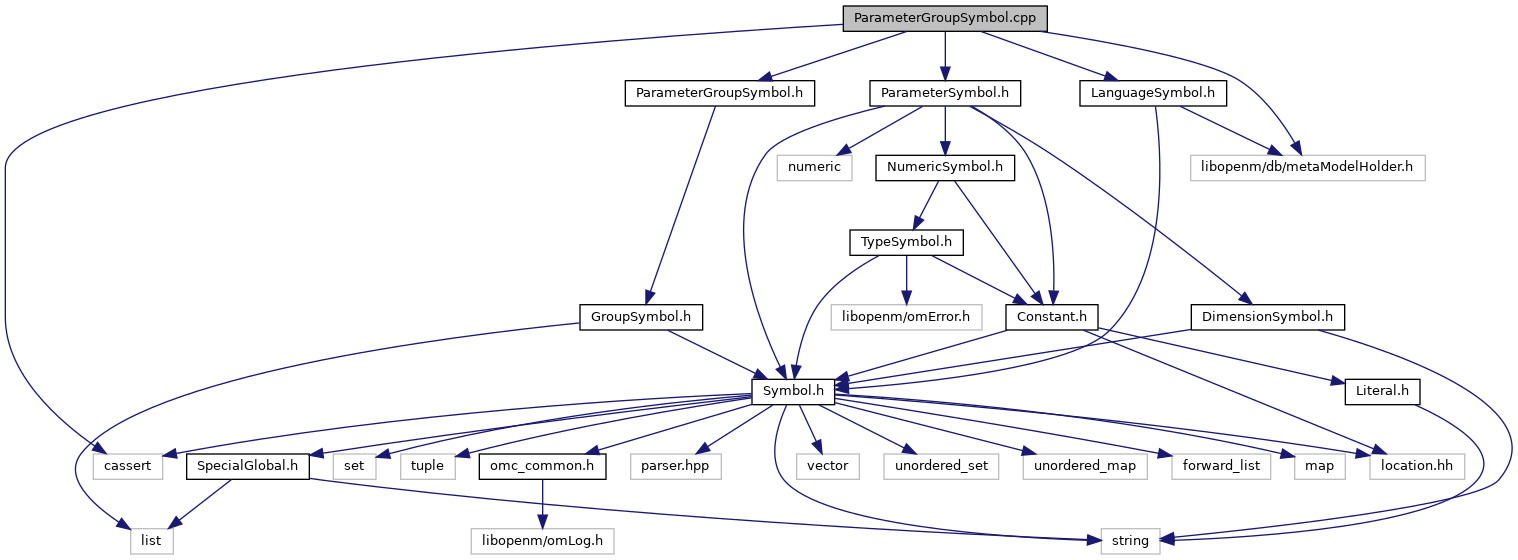 ParameterGroupSymbol.cpp
ParameterGroupSymbol.h
ParameterSymbol.h
LanguageSymbol.h
numeric
NumericSymbol.h
libopenm/db/metaModelHolder.h
TypeSymbol.h
GroupSymbol.h
libopenm/omError.h
Constant.h
DimensionSymbol.h
Symbol.h
Literal.h
cassert
SpecialGlobal.h
set
tuple
omc_common.h
parser.hpp
vector
unordered_set
unordered_map
forward_list
map
location.hh
list
libopenm/omLog.h
string